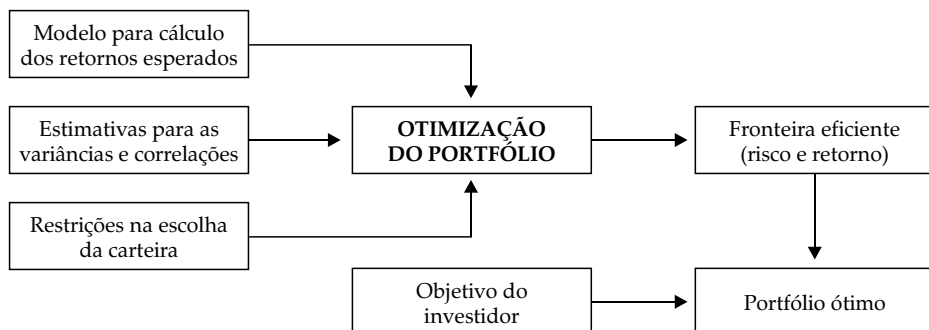 Modelo para cálculo
dos retornos esperados
Estimativas para as
variâncias e correlações
OTIMIZAÇÃO
DO PORTFÓLIO
Fronteira eficiente
(risco e retorno)
Restrições na escolha
da carteira
Objetivo do
investidor
Portfólio ótimo